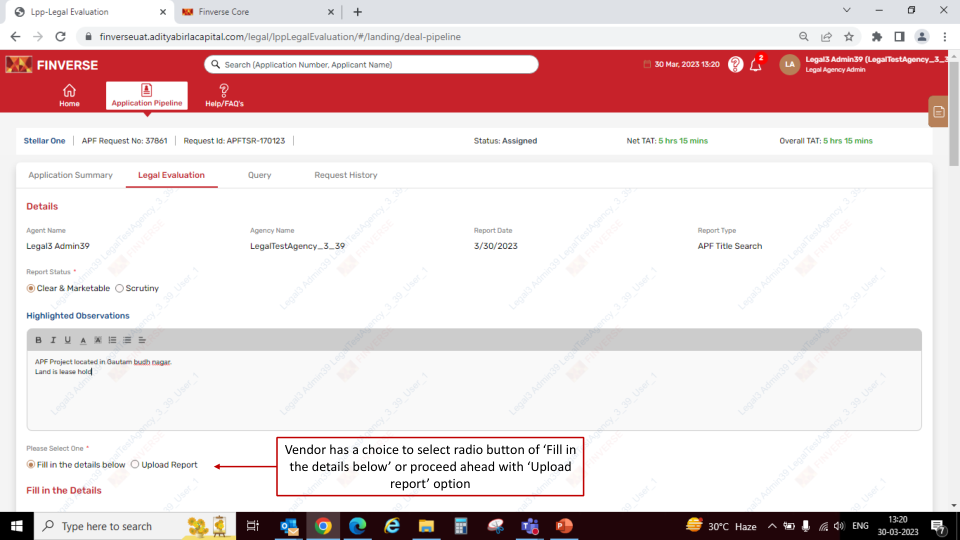 Lpp-Legal Evaluation
Finverse Core
finverseuat.adityabirlacapital.com/legal/lppLegalEvaluation/#/landing/deal-pipeline
FINVERSE
Search (Application Number, Applicant Name)
30 Mar, 2023 13:20
2
LA
Legal3 Admin39 (LegalTestAgency_3_3
Legal Agency Admin
Home
Application Pipeline
Help/FAQ's
Stellar One
APF Request No: 37861
Request Id: APFTSR-170123
Status: Assigned
Net TAT: 5 hrs 15 mins
Overall TAT: 5 hrs 15 mins
Application Summary
Legal Evaluation
Query
Request History
Details
Agent Name
Agency Name
Report Date
Report Type
Legal3 Admin39
LegalTestAgency_3_39
3/30/2023
APF Title Search
Report Status *
Clear & Marketable
Scrutiny
Highlighted Observations
B I U A A
APF Project located in Gautam budh nagar.
Land is lease hold
Please Select One *
Fill in the details below
Upload Report
Vendor has a choice to select radio button of ‘Fill in
the details below’ or proceed ahead with ‘Upload
report’ option
Fill in the Details
Type here to search
30°C Haze
ENG
13:20
30-03-2023
7